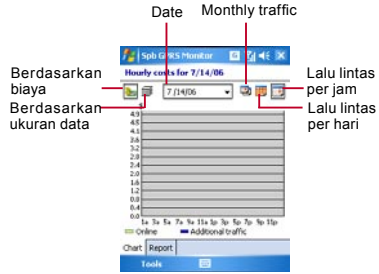 Date
Monthly traffic
Spb GPRS Monitor
Hourly costs for 7/14/06
Berdasarkan
biaya
Berdasarkan
ukuran data
7 /14/06
Lalu lintas
per jam
Lalu lintas
per hari
4.9
4.5
4.1
3.6
3.2
2.8
2.4
2.0
1.6
1.2
0.8
0.4
0.0
1a 3a 5a 7a 9a 11a 1p 3p 5p 7p 9p 11p
Online
Additional traffic
Chart
Report
Tools